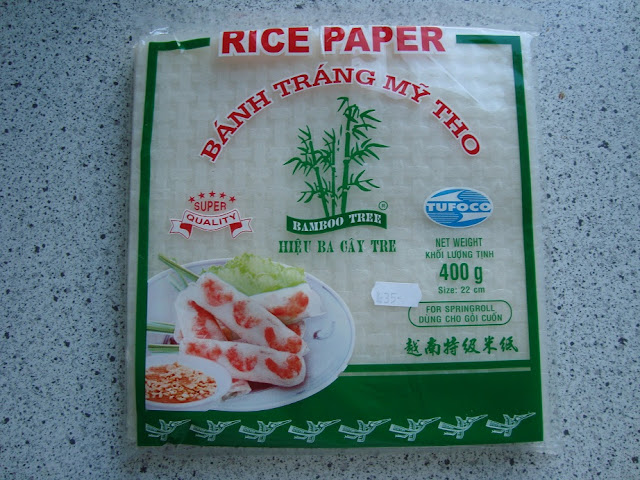 RICE PAPER
BÁNH TRÁNG MỸ THO
SUPER
QUALITY
BAMBOO TREE
®
HIỆU BA CÂY TRE
TUFOCO
NET WEIGHT
KHỐI LƯỢNG TỊNH
400 g
Size: 22 cm
FOR SPRINGROLL
DÙNG CHO GỎI CUỐN
越南特级米纸